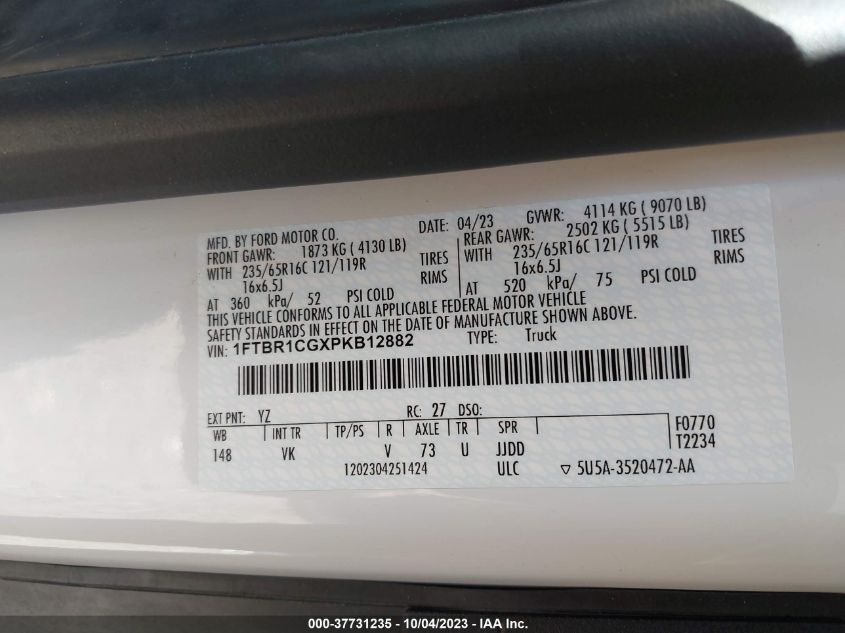 MFD. BY FORD MOTOR CO. DATE: 04/23 GVWR: 4114 KG ( 9070 LB)
FRONT GAWR: 1873 KG ( 4130 LB) REAR GAWR: 2502 KG ( 5515 LB)
WITH 235/65R16C 121/119R TIRES WITH 235/65R16C 121/119R TIRES
16x6.5J RIMS 16x6.5J RIMS
AT 360 kPa/ 52 PSI COLD AT 520 kPa/ 75 PSI COLD
THIS VEHICLE CONFORMS TO ALL APPLICABLE FEDERAL MOTOR VEHICLE
SAFETY STANDARDS IN EFFECT ON THE DATE OF MANUFACTURE SHOWN ABOVE.
VIN: 1FTBR1CGXPKB12882 TYPE: Truck
EXT PNT: YZ RC: 27 DSO:
WB INT TR TP/PS R AXLE TR SPR F0770
148 VK V 73 U JJDD T2234
1202304251424 ULC ▽ 5U5A-3520472-AA
000-37731235 - 10/04/2023 - IAA Inc.